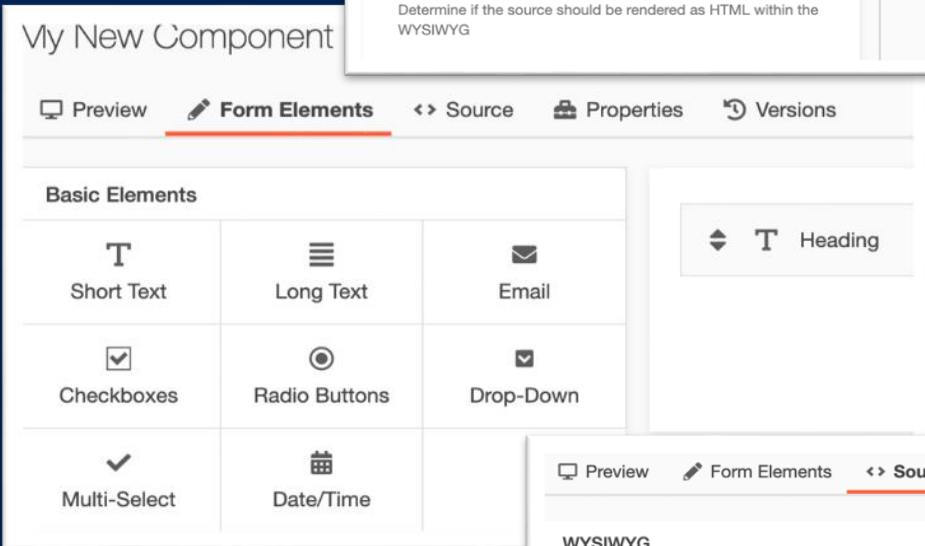 Determine if the source should be rendered as HTML within the
WYSIWYG
My New Component
Preview Form Elements <> Source Properties Versions
Basic Elements
T Heading
Short Text Long Text Email
Checkboxes Radio Buttons Drop-Down
Multi-Select Date/Time
Preview Form Elements <> Sou
WYSIWYG